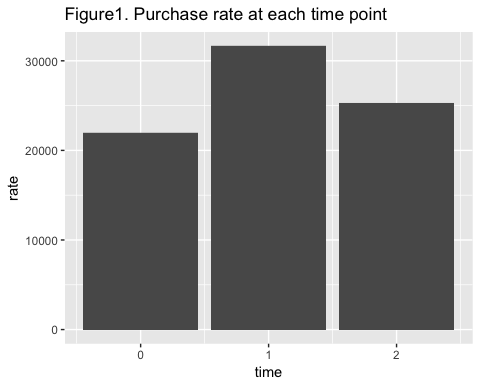 Figure1. Purchase rate at each time point
30000
20000
10000
0
rate
0 1 2
time